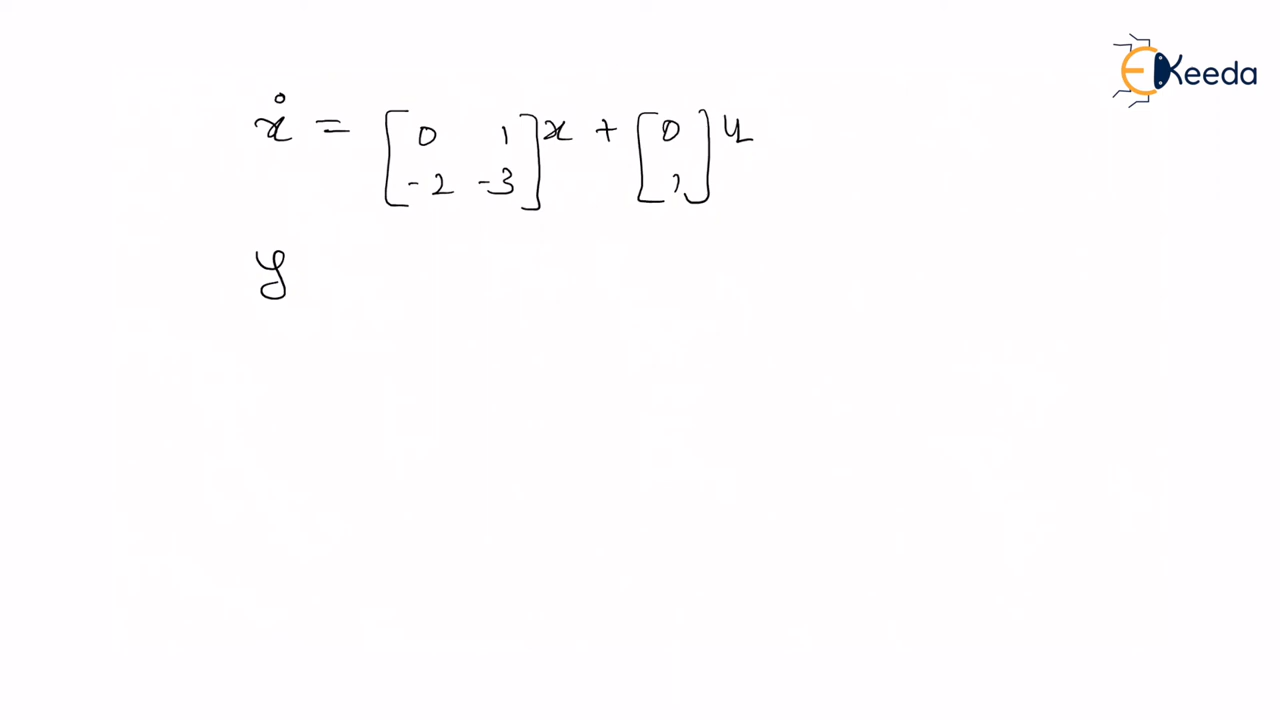 EKeeda
ẋ = [ 0 1 ; -2 -3 ] x + [ 0 ; 1 ] u
y